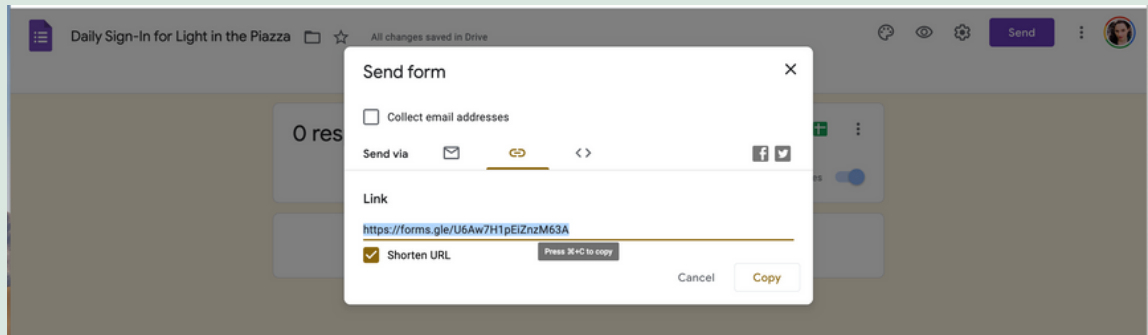 Daily Sign-In for Light in the Piazza
All changes saved in Drive
Send
Send form
Collect email addresses
0 res
Send via
es
Link
https://forms.gle/U6Aw7H1pEiZnzM63A
Press ⌘+C to copy
Shorten URL
Cancel
Copy